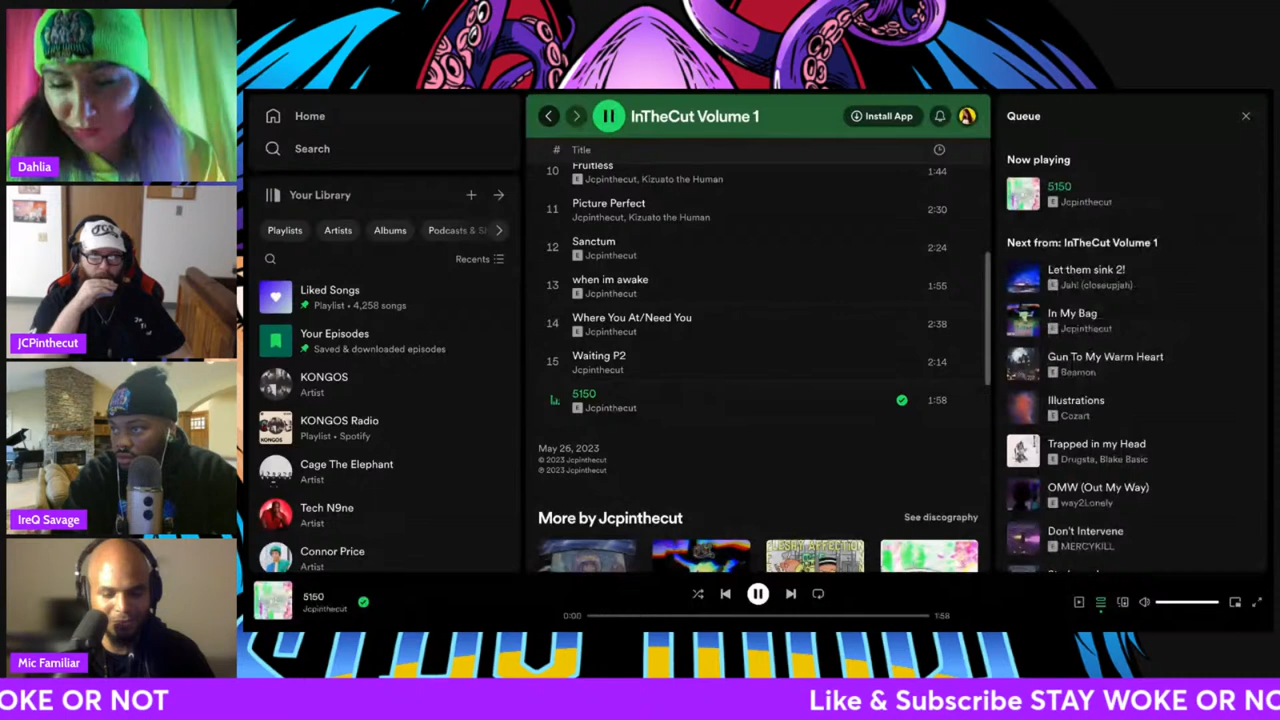 Dahlia
JCPinthecut
IreQ Savage
Mic Familiar
Home
Search
Your Library
Playlists
Artists
Albums
Podcasts & S
Recents
Liked Songs
Playlist • 4,258 songs
Your Episodes
Saved & downloaded episodes
KONGOS
Artist
KONGOS Radio
Playlist • Spotify
KONGOS
Cage The Elephant
Artist
Tech N9ne
Artist
Connor Price
Artist
InTheCut Volume 1
Install App
# Title
10 Fruitless 1:44
E Jcpinthecut, Kizuato the Human
11 Picture Perfect 2:30
Jcpinthecut, Kizuato the Human
12 Sanctum 2:24
E Jcpinthecut
13 when im awake 1:55
E Jcpinthecut
14 Where You At/Need You 2:38
E Jcpinthecut
15 Waiting P2 2:14
Jcpinthecut
5150 1:58
E Jcpinthecut
May 26, 2023
© 2023 Jcpinthecut
℗ 2023 Jcpinthecut
More by Jcpinthecut
See discography
Queue
Now playing
5150
E Jcpinthecut
Next from: InTheCut Volume 1
Let them sink 2!
E Jah! (closeupjah)
In My Bag
E Jcpinthecut
Gun To My Warm Heart
E Beamon
Illustrations
E Cozart
Trapped in my Head
E Drugsta, Blake Basic
OMW (Out My Way)
E way2Lonely
Don't Intervene
E MERCYKILL
5150
Jcpinthecut
0:00
1:58
OKE OR NOT
Like & Subscribe STAY WOKE OR NO